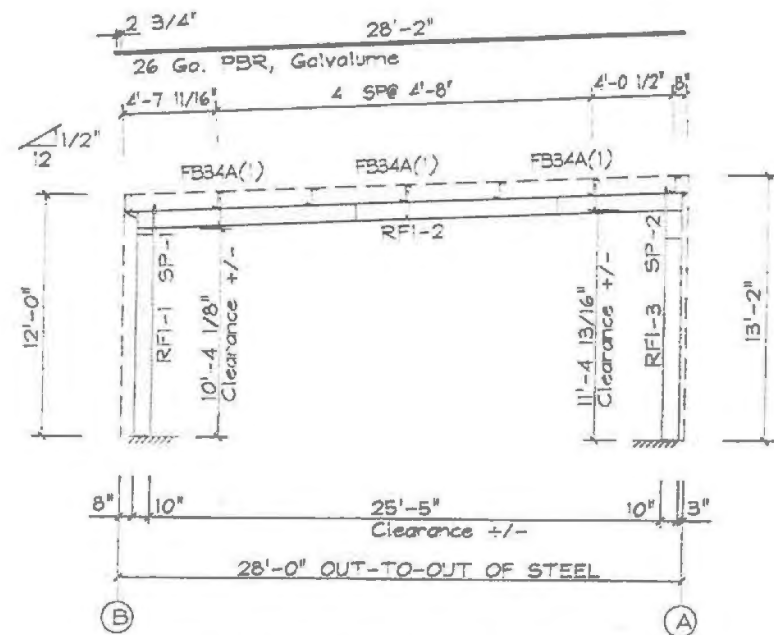 2 3/4"
28'-2"
26 Ga. PBR, Galvalume
4'-7 11/16"
4 SP@ 4'-8"
4'-0 1/2"
8"
1/2"
12
FB34A(1)
FB34A(1)
FB34A(1)
RF1-2
12'-0"
RF1-1 SP-1
10'-4 1/8"
Clearance +/-
11'-4 13/16"
Clearance +/-
RF1-3 SP-2
13'-2"
8"
10"
25'-5"
10"
3"
Clearance +/-
28'-0" OUT-TO-OUT OF STEEL
B
A